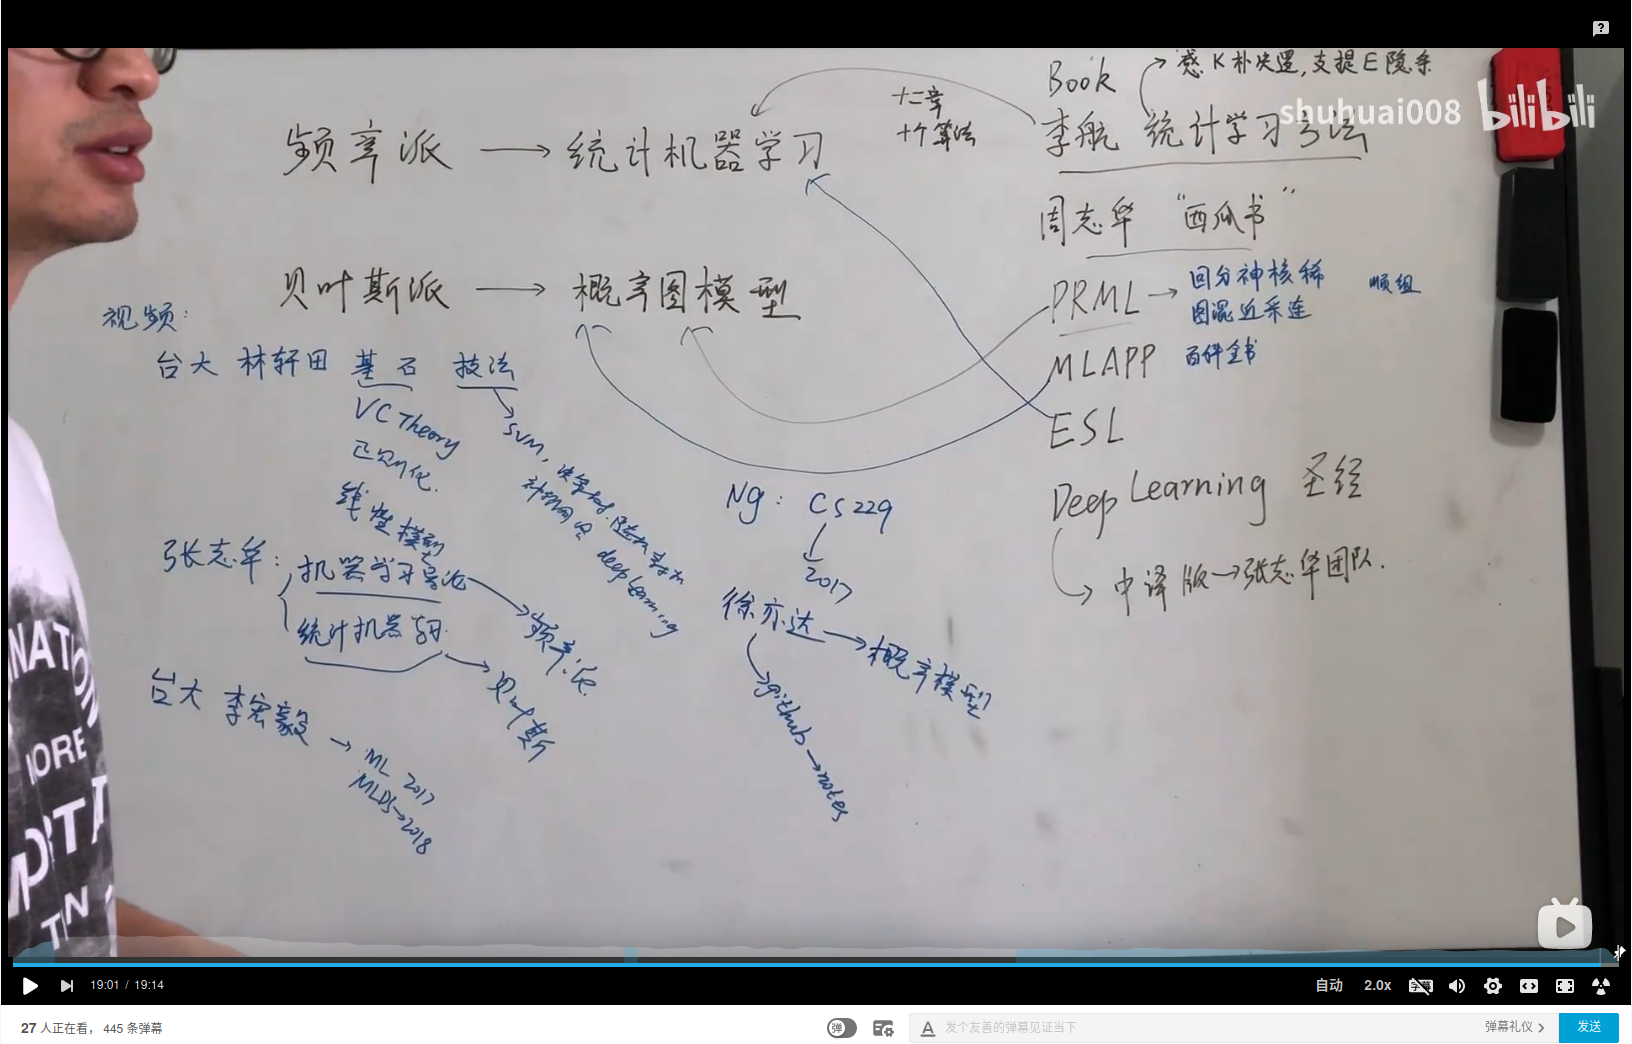 Book
感K朴决逻,支提E隐条
shuhuai008 bilibili
十二章
十个算法
李航 统计学习方法
频率派 → 统计机器学习
周志华 “西瓜书”
贝叶斯派 → 概率图模型
PRML → 回分神核稀
图混近采连
顺组
MLAPP 百科全书
ESL
Deep Learning 圣经
中译版→张志华团队.
视频:
台大 林轩田 基石 技法
VC Theory
正则化.
线性模型
SVM, 决策树,
神经网络 deep learning
张志华: 机器学习导论
统计机器学习
频率派
贝叶斯
台大 李宏毅 → ML 2017
MLDS→2018
Ng: CS229
2017
徐亦达 → 概率模型
github → notes
NAT
MORE
19:01 / 19:14
自动 2.0x
27 人正在看, 445 条弹幕
弹
发个友善的弹幕见证当下
弹幕礼仪 >
发送